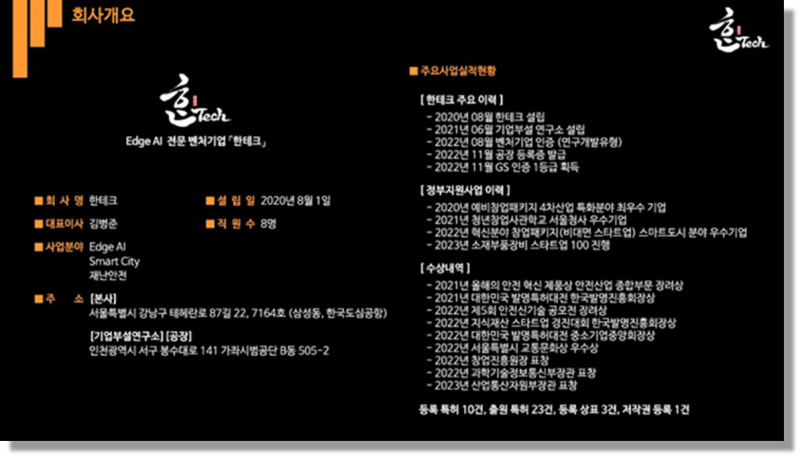 회사개요
한Tech
한Tech
Edge AI 전문 벤처기업 「한테크」
■ 회 사 명 한테크
■ 설 립 일 2020년 8월 1일
■ 대표이사 김병준
■ 직 원 수 8명
■ 사업분야 Edge AI
Smart City
재난안전
■ 주 소 [본사]
서울특별시 강남구 테헤란로 87길 22, 7164호 (삼성동, 한국도심공항)
[기업부설연구소] [공장]
인천광역시 서구 봉수대로 141 가좌시범공단 B동 505-2
■ 주요사업실적현황
[ 한테크 주요 이력 ]
- 2020년 08월 한테크 설립
- 2021년 06월 기업부설 연구소 설립
- 2022년 08월 벤처기업 인증 (연구개발유형)
- 2022년 11월 공장 등록증 발급
- 2022년 11월 GS 인증 1등급 획득
[ 정부지원사업 이력 ]
- 2020년 예비창업패키지 4차산업 특화분야 최우수 기업
- 2021년 청년창업사관학교 서울청사 우수기업
- 2022년 혁신분야 창업패키지(비대면 스타트업) 스마트도시 분야 우수기업
- 2023년 소재부품장비 스타트업 100 진행
[ 수상내역 ]
- 2021년 올해의 안전 혁신 제품상 안전산업 종합부문 장려상
- 2021년 대한민국 발명특허대전 한국발명진흥회장상
- 2022년 제5회 안전신기술 공모전 장려상
- 2022년 지식재산 스타트업 경진대회 한국발명진흥회장상
- 2022년 대한민국 발명특허대전 중소기업중앙회장상
- 2022년 서울특별시 교통문화상 우수상
- 2022년 창업진흥원장 표창
- 2022년 과학기술정보통신부장관 표창
- 2023년 산업통상자원부장관 표창
등록 특허 10건, 출원 특허 23건, 등록 상표 3건, 저작권 등록 1건